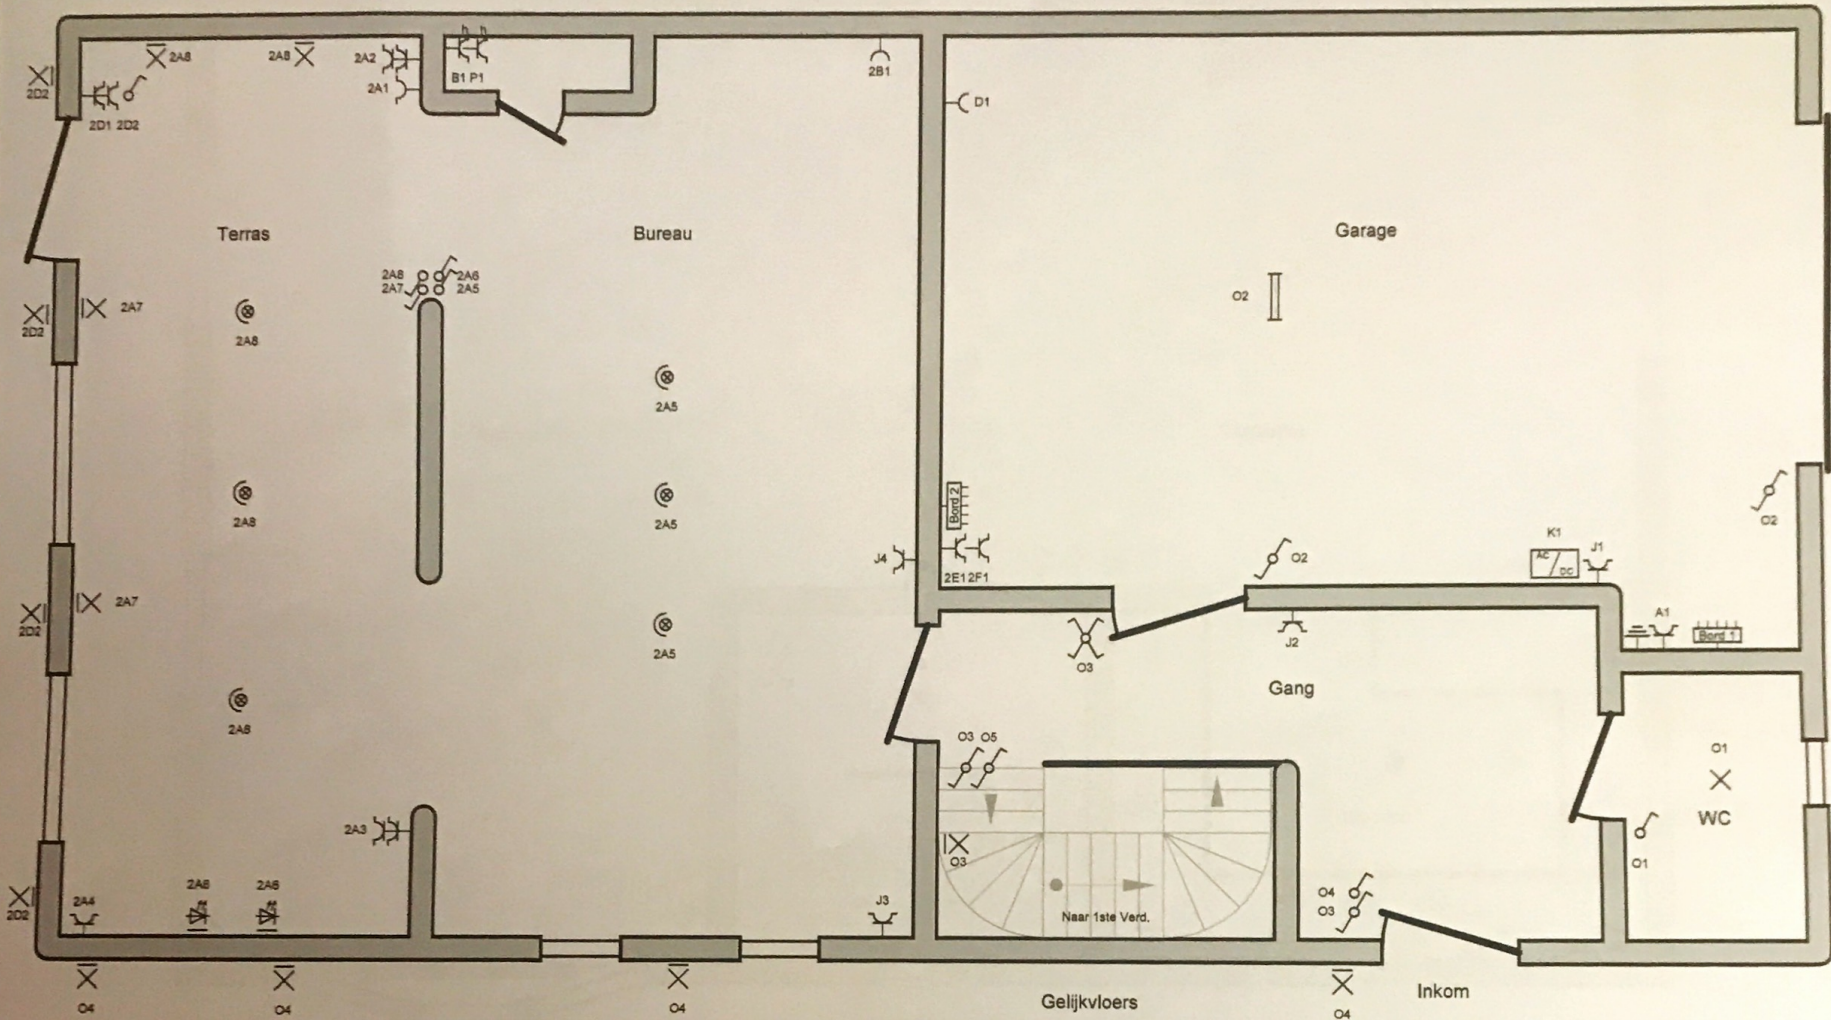 2A8
2A8
2A2
2A1
B1 P1
2B1
2D2
2D1 2D2
D1
Terras
Bureau
Garage
2A8 2A6
2A7 2A5
2D2
2A7
2A8
O2
2A5
2A8
2A5
Bord 2
O2
J4
2E1 2F1
O2
K1
AC
DC
J1
2D2
2A7
2A5
A1
Bord 1
O3
J2
Gang
2A8
O3 O5
O1
WC
2A3
O3
O1
2D2
2A4
2A6
2A6
J3
Naar 1ste Verd.
O4
O3
O4
O4
O4
Gelijkvloers
O4
Inkom